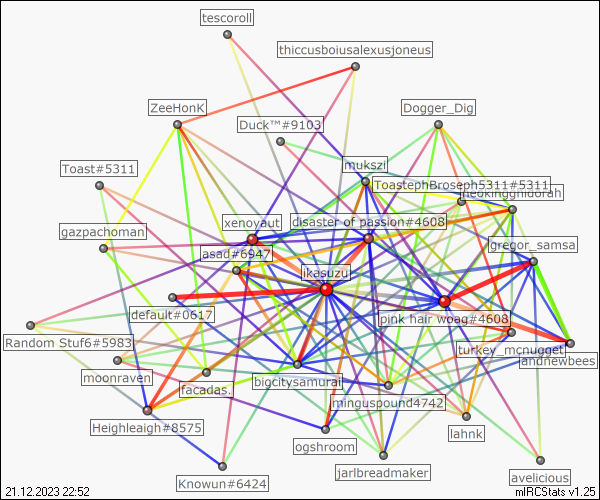 tescoroll
thiccusboiusalexusjoneus
ZeeHonK
Dogger_Dig
Duck™#9103
mukszi
Toast#5311
ToastephBroseph5311#5311
theokingghidorah
xenoyaut
disaster of passion#4608
gazpachoman
gregor_samsa
asad#6947
ikasuzu
default#0617
pink hair woag#4608
Random Stuf6#5983
turkey_mcnugget
andnewbees
moonraven
facadas.
bigcitysamurai
minguspound4742
Heighleaigh#8575
lahnk
ogshroom
jarlbreadmaker
avelicious
Knowun#6424
21.12.2023 22:52
mIRCStats v1.25